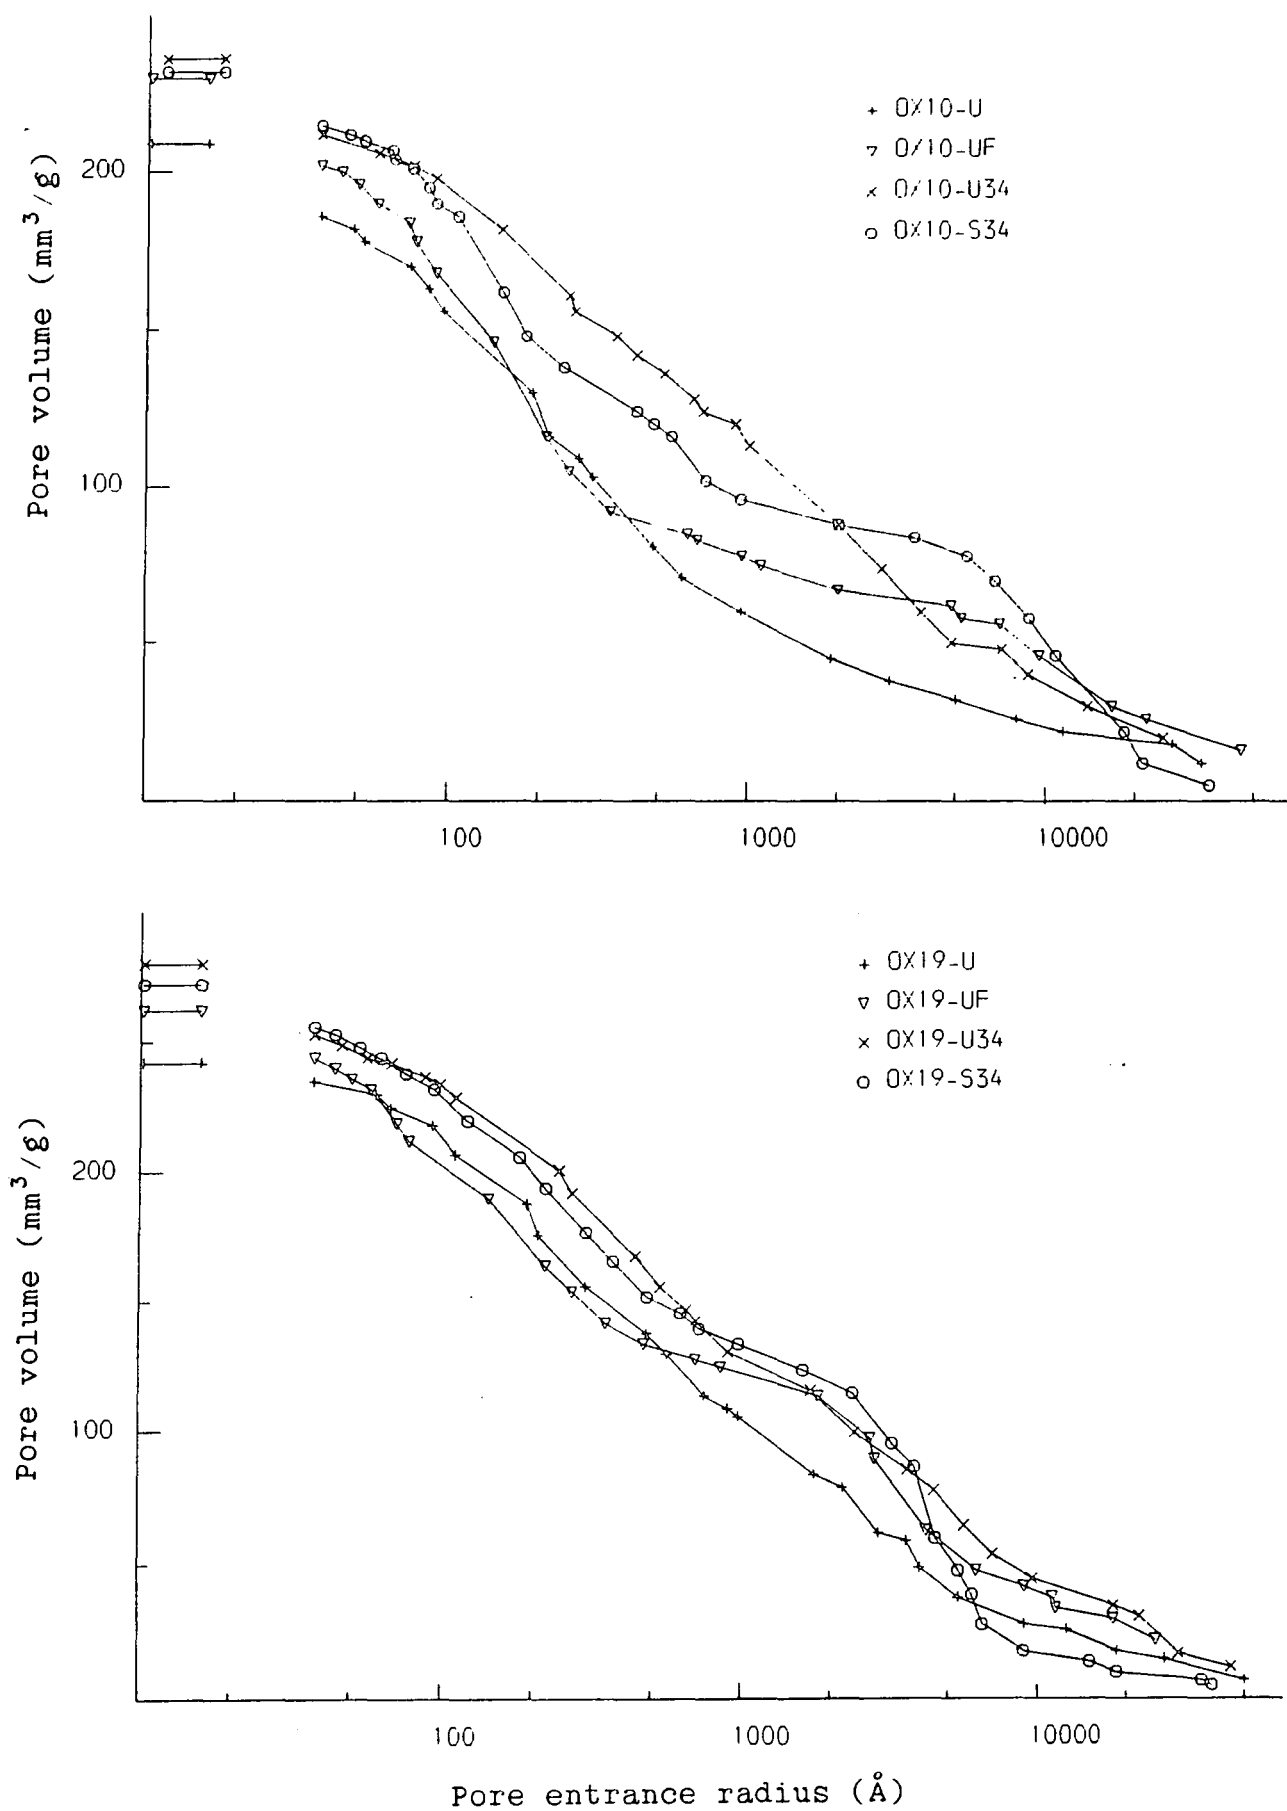 Pore volume (mm³/g)
200
100
+ OX10-U
▽ O/10-UF
× O/10-U34
○ OX10-S34
100
1000
10000
Pore volume (mm³/g)
200
100
+ OX19-U
▽ OX19-UF
× OX19-U34
○ OX19-S34
100
1000
10000
Pore entrance radius (Å)